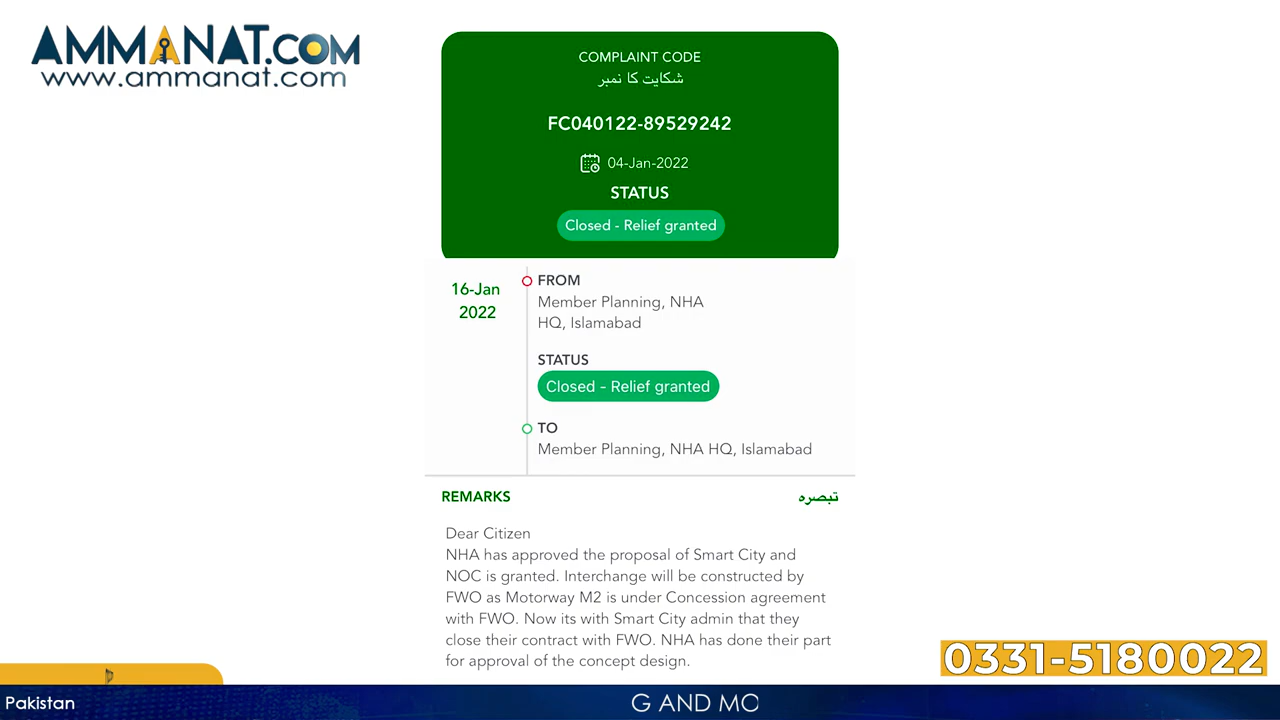 AMMANAT.COM
www.ammanat.com
COMPLAINT CODE
شکایت کا نمبر
FC040122-89529242
04-Jan-2022
STATUS
Closed - Relief granted
16-Jan
2022
FROM
Member Planning, NHA
HQ, Islamabad
STATUS
Closed - Relief granted
TO
Member Planning, NHA HQ, Islamabad
REMARKS
تبصرہ
Dear Citizen
NHA has approved the proposal of Smart City and
NOC is granted. Interchange will be constructed by
FWO as Motorway M2 is under Concession agreement
with FWO. Now its with Smart City admin that they
close their contract with FWO. NHA has done their part
for approval of the concept design.
0331-5180022
Pakistan
G AND MO